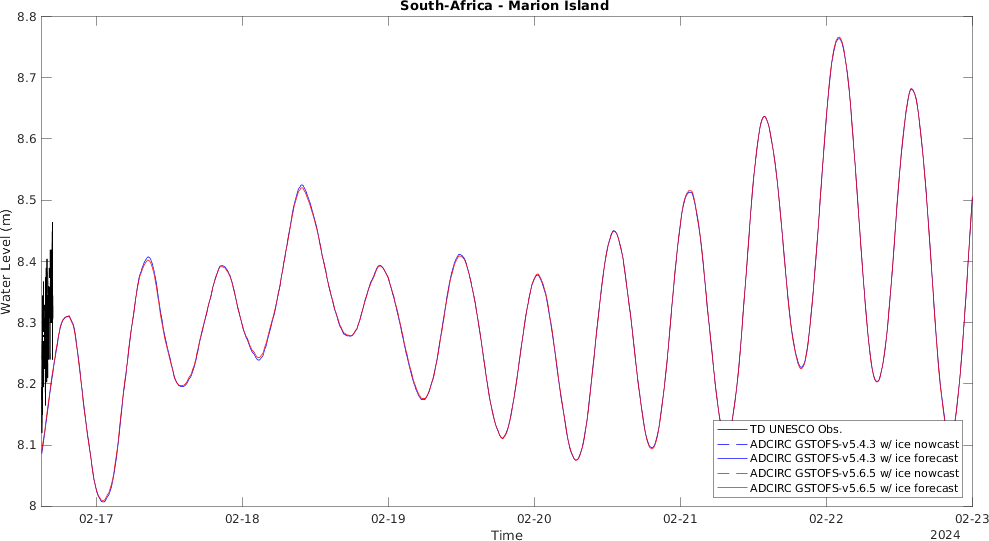 South-Africa - Marion Island
8.8
8.7
8.6
8.5
8.4
8.3
8.2
8.1
8
Water Level (m)
02-17
02-18
02-19
02-20
02-21
02-22
02-23
Time
2024
TD UNESCO Obs.
ADCIRC GSTOFS-v5.4.3 w/ ice nowcast
ADCIRC GSTOFS-v5.4.3 w/ ice forecast
ADCIRC GSTOFS-v5.6.5 w/ ice nowcast
ADCIRC GSTOFS-v5.6.5 w/ ice forecast